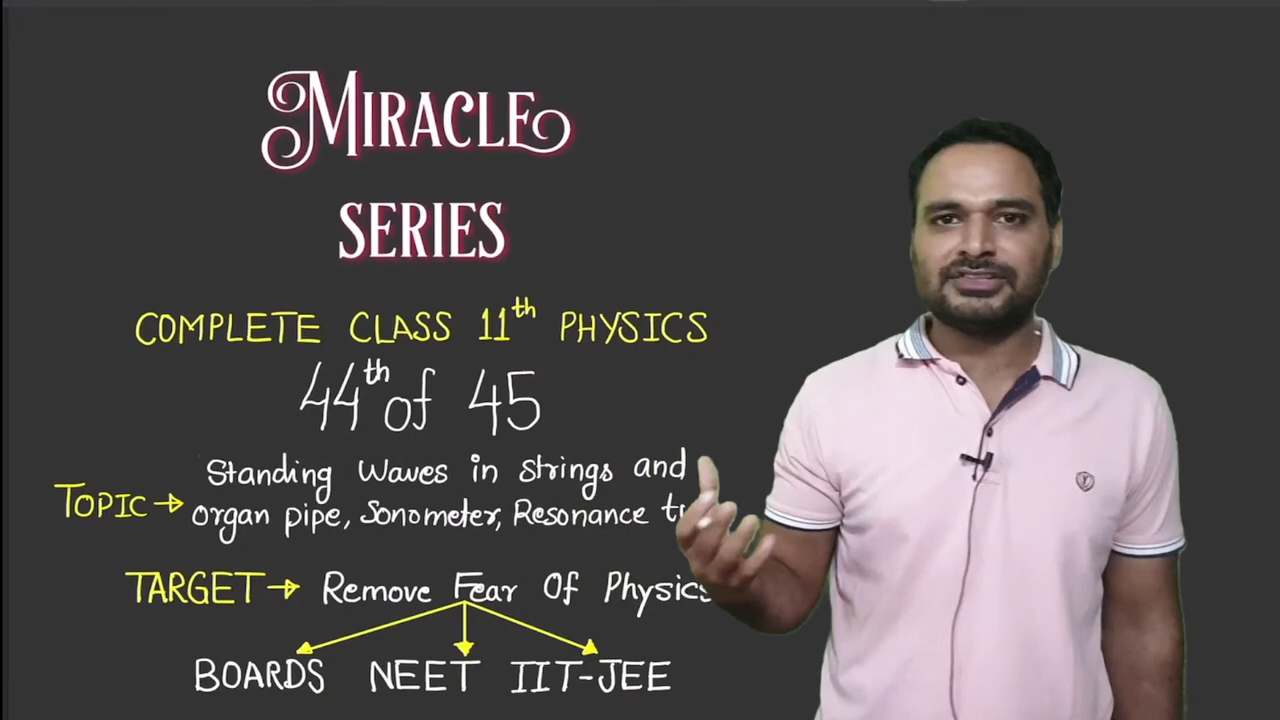 MIRACLE
SERIES
COMPLETE CLASS 11th PHYSICS
44th of 45
Standing Waves in strings and
TOPIC → organ pipe, Sonometer, Resonance
TARGET → Remove Fear Of Physics
BOARDS NEET IIT-JEE